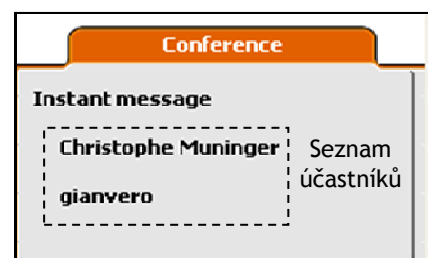 Conference
Instant message
Christophe Muninger
gianvero
Seznam
účastníků